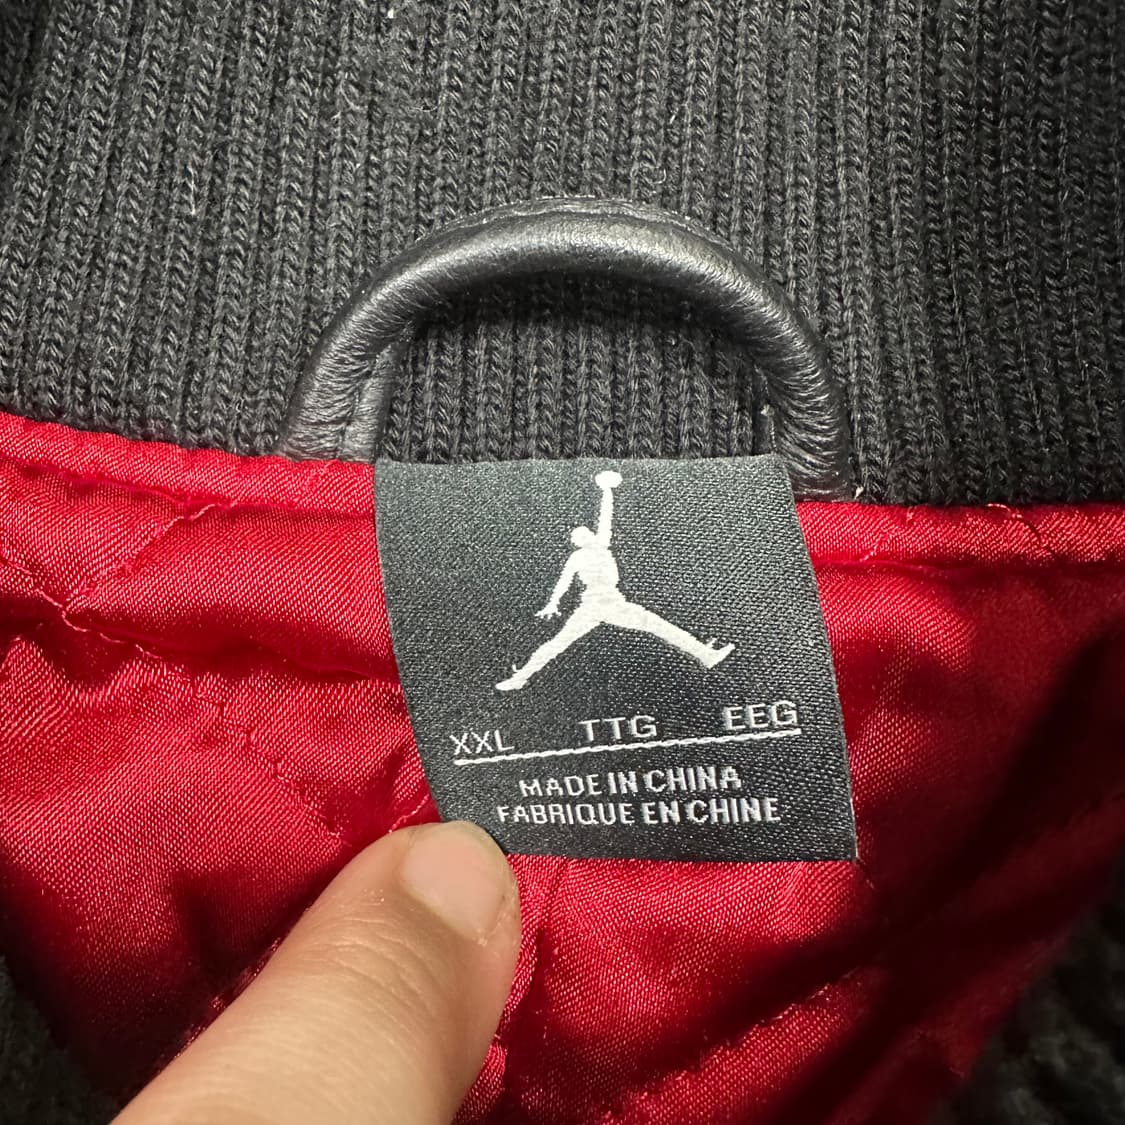 XXL TTG EEG
MADE IN CHINA
FABRIQUE EN CHINE